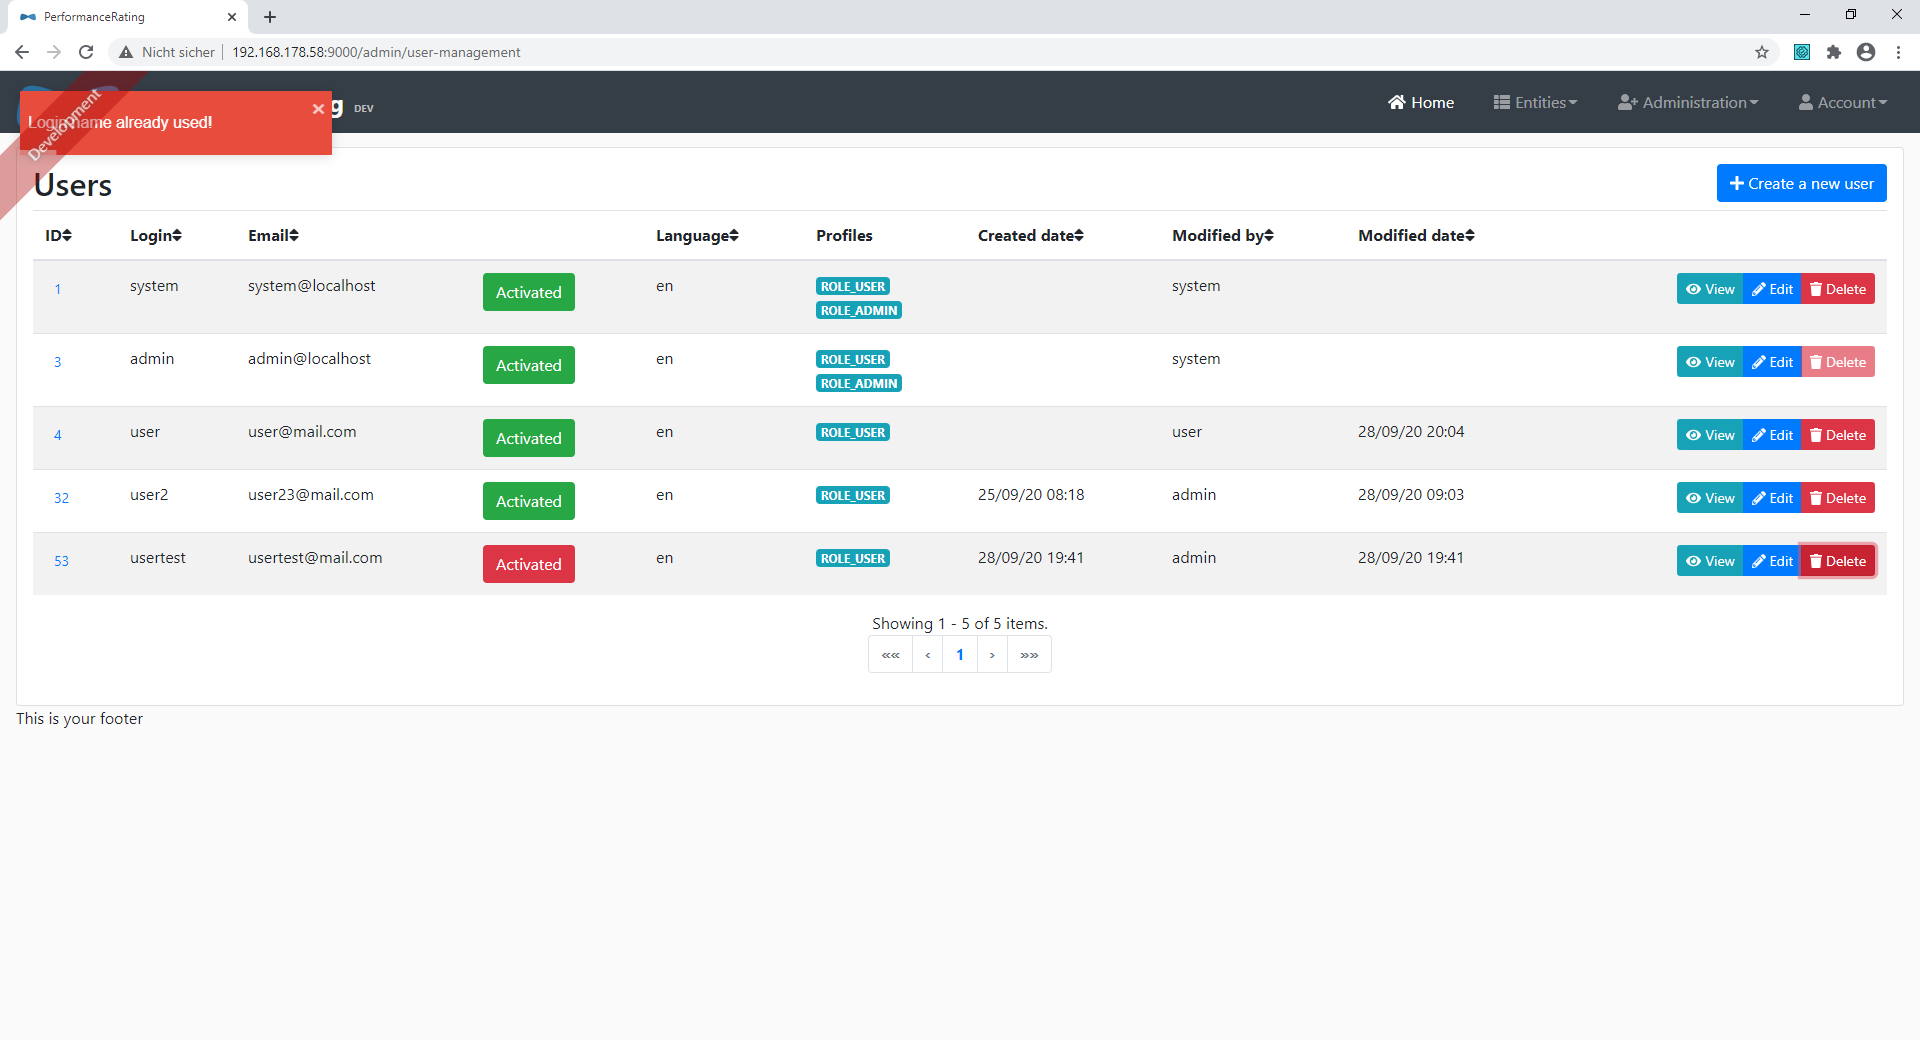 PerformanceRating
Nicht sicher
192.168.178.58:9000/admin/user-management
g DEV
Home
Entities
Administration
Account
Login name already used!
Development
Users
Create a new user
ID Login Email Language Profiles Created date Modified by Modified date
1 system system@localhost Activated en ROLE_USER system View Edit Delete
ROLE_ADMIN
3 admin admin@localhost Activated en ROLE_USER system View Edit Delete
ROLE_ADMIN
4 user user@mail.com Activated en ROLE_USER user 28/09/20 20:04 View Edit Delete
32 user2 user23@mail.com Activated en ROLE_USER 25/09/20 08:18 admin 28/09/20 09:03 View Edit Delete
53 usertest usertest@mail.com Activated en ROLE_USER 28/09/20 19:41 admin 28/09/20 19:41 View Edit Delete
Showing 1 - 5 of 5 items.
«« ‹ 1 › »»
This is your footer